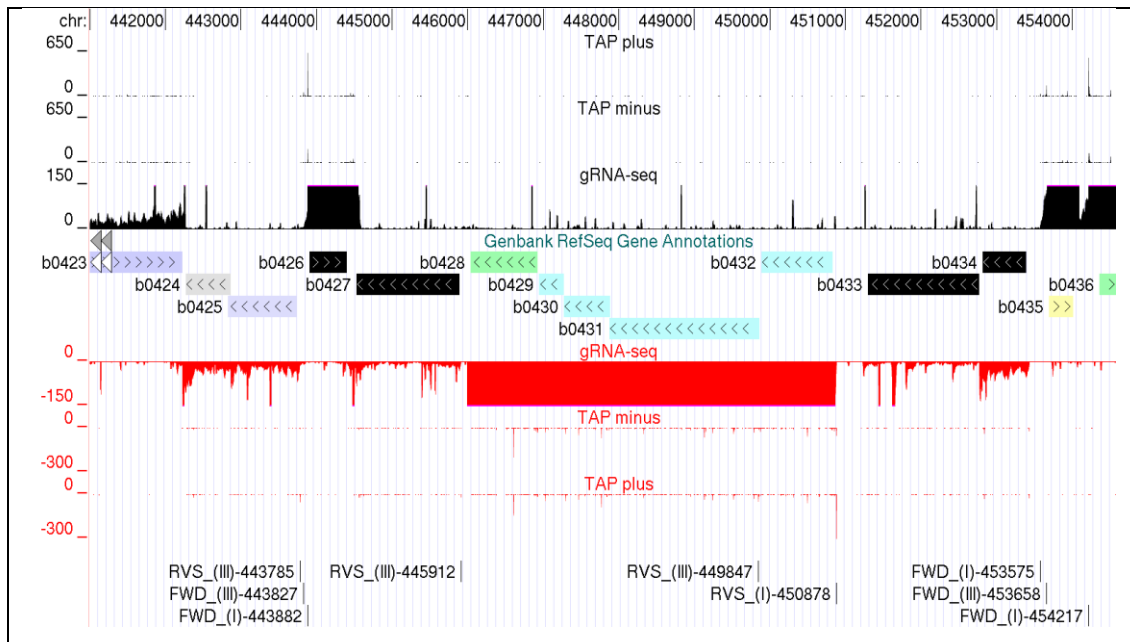 chr: 442000 443000 444000 445000 446000 447000 448000 449000 450000 451000 452000 453000 454000
TAP plus
650
0
TAP minus
650
0
gRNA-seq
150
0
Genbank RefSeq Gene Annotations
b0423 b0426 b0428 b0432 b0434
b0424 b0427 b0429 b0433 b0436
b0425 b0430 b0435
b0431
gRNA-seq
0
-150
TAP minus
0
-300
TAP plus
0
-300
RVS_(III)-443785 RVS_(III)-445912 RVS_(III)-449847 FWD_(I)-453575
FWD_(III)-443827 RVS_(I)-450878 FWD_(III)-453658
FWD_(I)-443882 FWD_(I)-454217